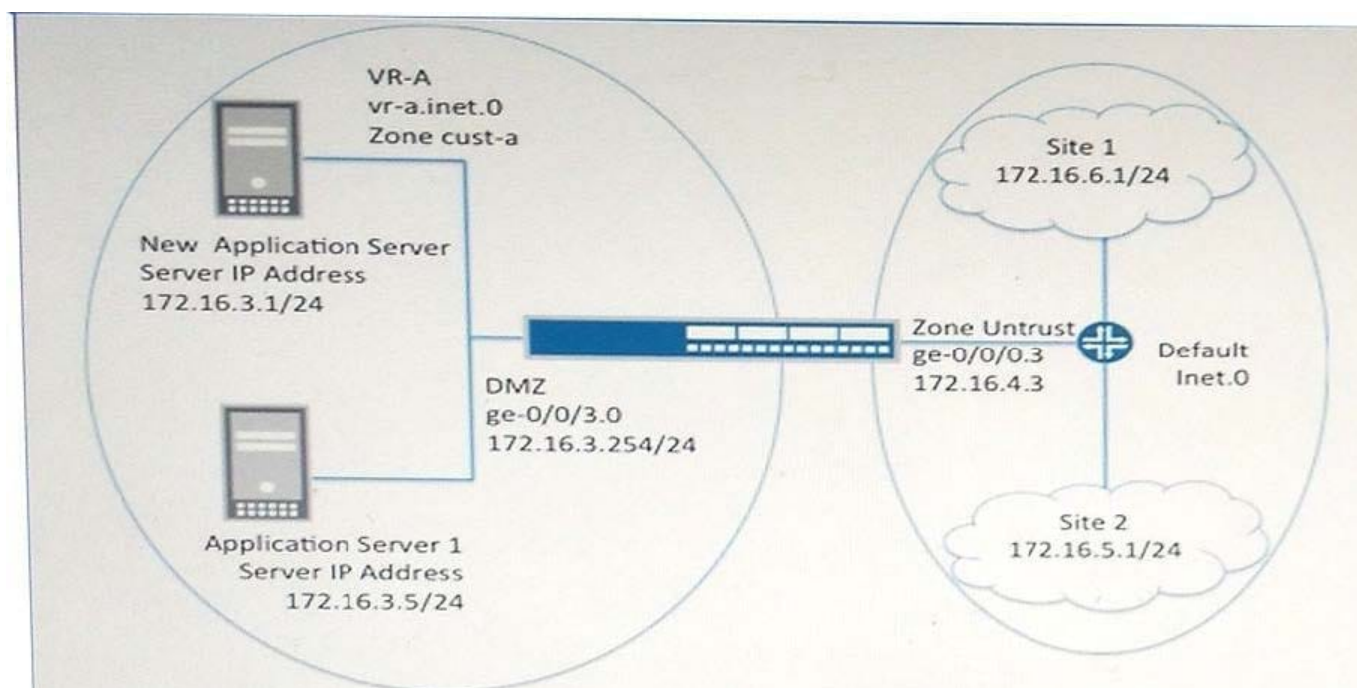 VR-A
vr-a.inet.0
Zone cust-a
New Application Server
Server IP Address
172.16.3.1/24
DMZ
ge-0/0/3.0
172.16.3.254/24
Application Server 1
Server IP Address
172.16.3.5/24
Site 1
172.16.6.1/24
Zone Untrust
ge-0/0/0.3
172.16.4.3
Default
Inet.0
Site 2
172.16.5.1/24